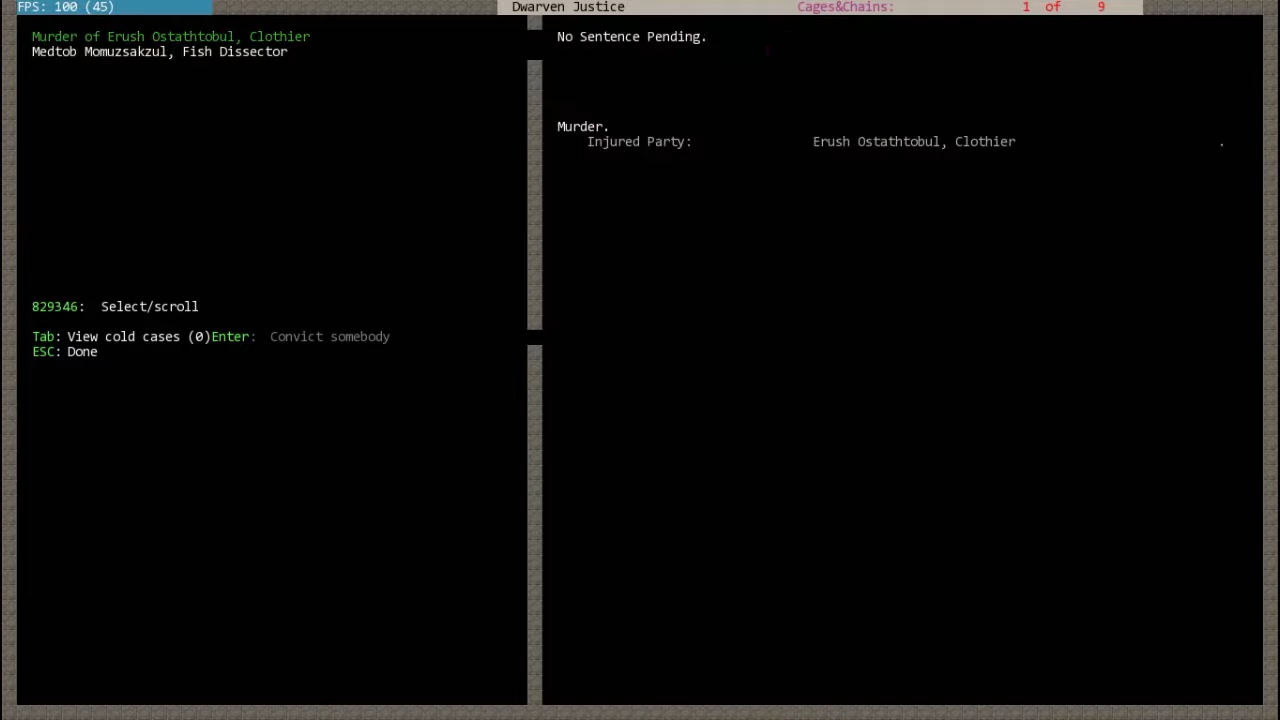 FPS: 100 (45) Dwarven Justice Cages&Chains: 1 of 9
Murder of Erush Ostathtobul, Clothier
Medtob Momuzsakzul, Fish Dissector
829346: Select/scroll
Tab: View cold cases (0)Enter: Convict somebody
ESC: Done
No Sentence Pending.
Murder.
Injured Party: Erush Ostathtobul, Clothier .